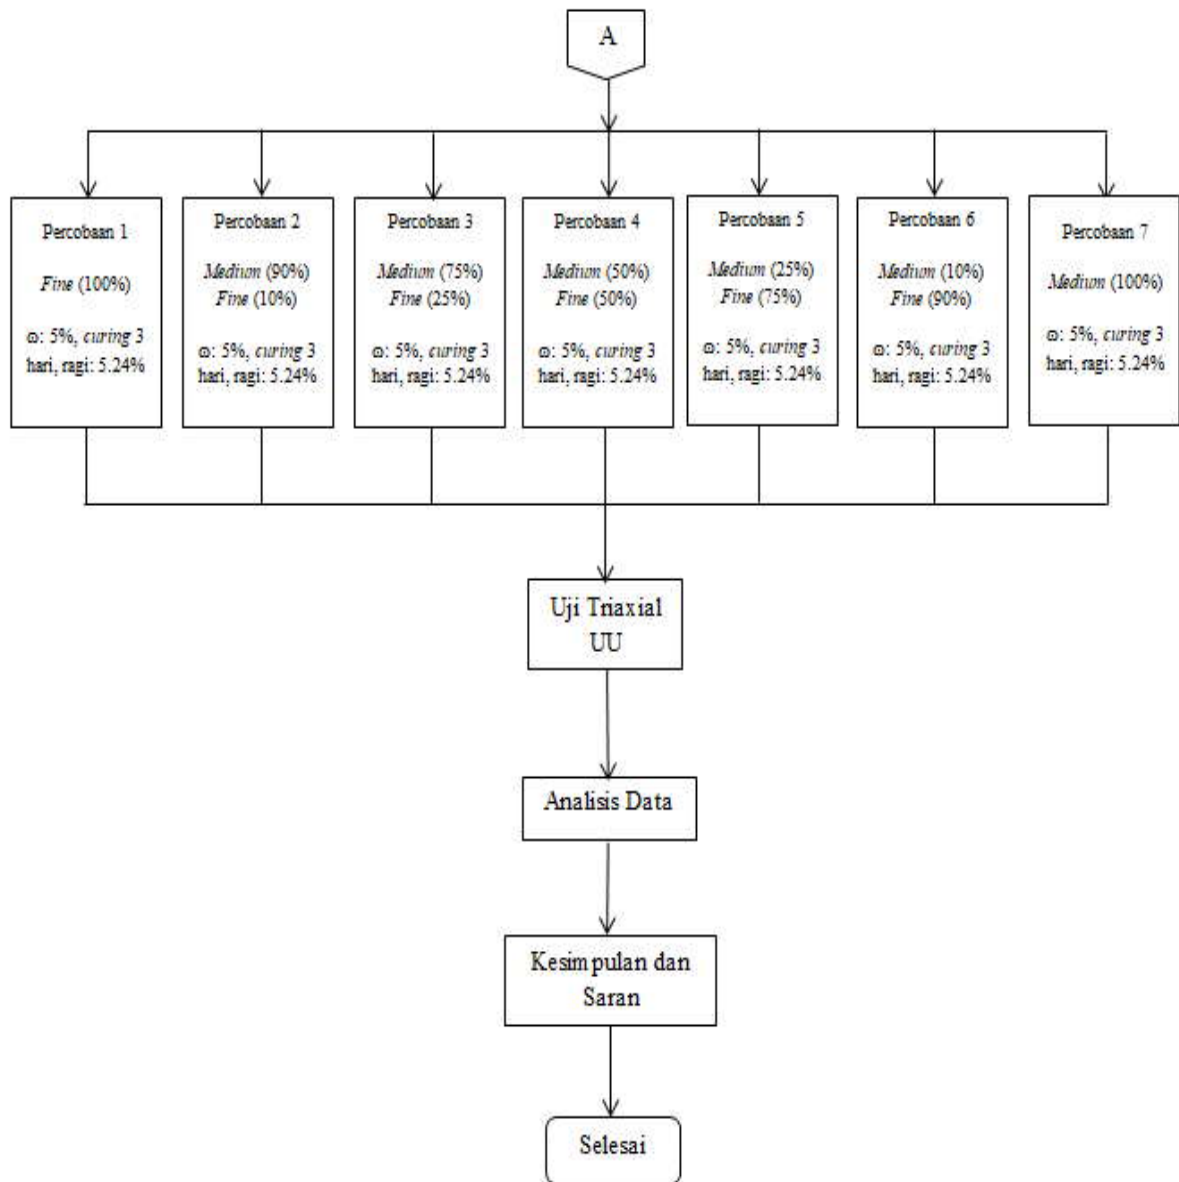 A
Percobaan 1
Fine (100%)
ω: 5%, curing 3
hari, ragi: 5.24%
Percobaan 2
Medium (90%)
Fine (10%)
ω: 5%, curing 3
hari, ragi: 5.24%
Percobaan 3
Medium (75%)
Fine (25%)
ω: 5%, curing 3
hari, ragi: 5.24%
Percobaan 4
Medium (50%)
Fine (50%)
ω: 5%, curing 3
hari, ragi: 5.24%
Percobaan 5
Medium (25%)
Fine (75%)
ω: 5%, curing 3
hari, ragi: 5.24%
Percobaan 6
Medium (10%)
Fine (90%)
ω: 5%, curing 3
hari, ragi: 5.24%
Percobaan 7
Medium (100%)
ω: 5%, curing 3
hari, ragi: 5.24%
Uji Triaxial
UU
Analisis Data
Kesimpulan dan
Saran
Selesai